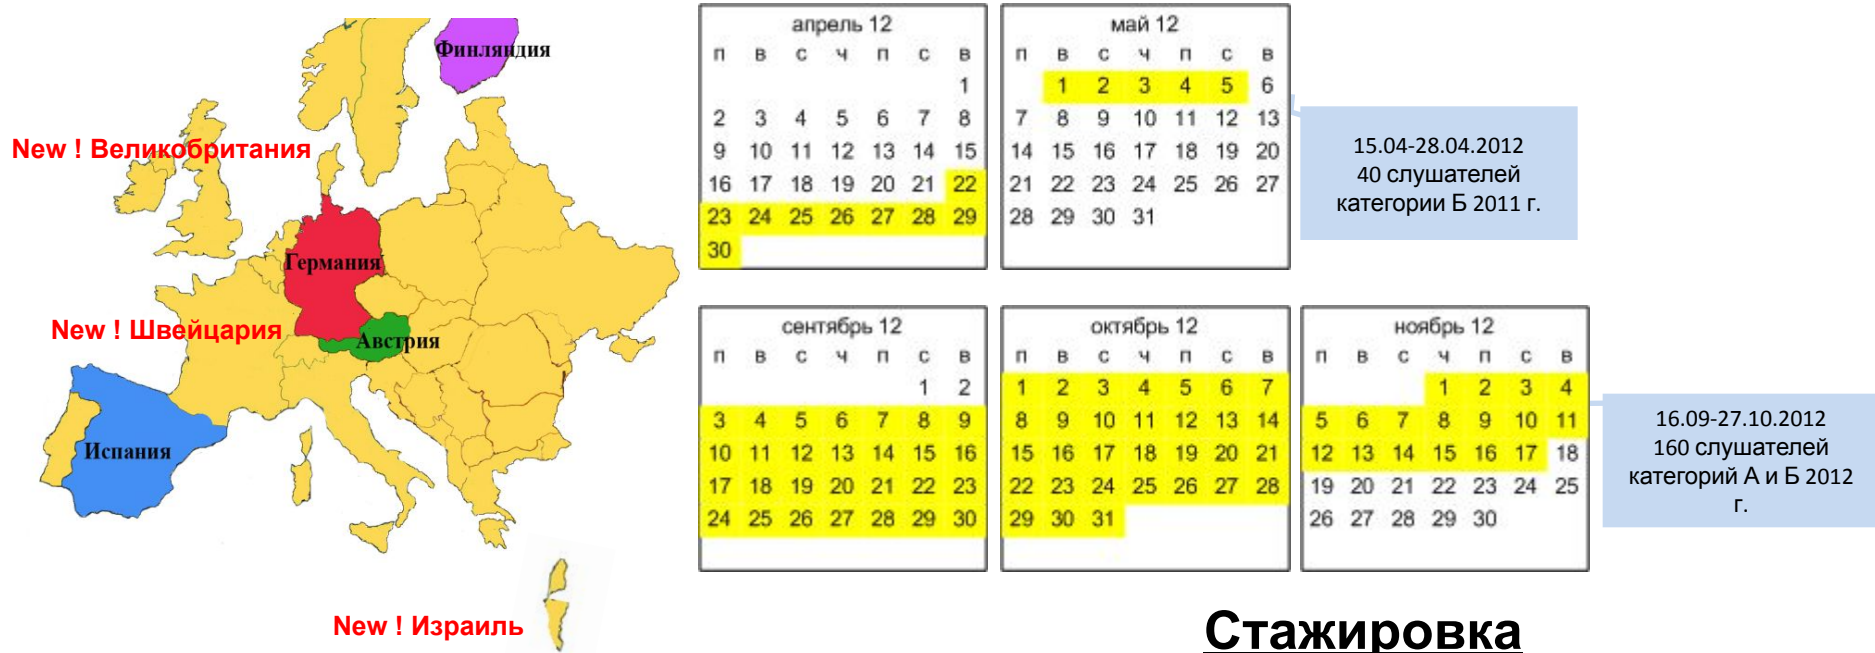 Финляндия
New ! Великобритания
Германия
New ! Швейцария
Австрия
Испания
New ! Израиль
апрель 12
п в с ч п с в
1
2 3 4 5 6 7 8
9 10 11 12 13 14 15
16 17 18 19 20 21 22
23 24 25 26 27 28 29
30
май 12
п в с ч п с в
1 2 3 4 5 6
7 8 9 10 11 12 13
14 15 16 17 18 19 20
21 22 23 24 25 26 27
28 29 30 31
15.04-28.04.2012
40 слушателей
категории Б 2011 г.
сентябрь 12
п в с ч п с в
1 2
3 4 5 6 7 8 9
10 11 12 13 14 15 16
17 18 19 20 21 22 23
24 25 26 27 28 29 30
октябрь 12
п в с ч п с в
1 2 3 4 5 6 7
8 9 10 11 12 13 14
15 16 17 18 19 20 21
22 23 24 25 26 27 28
29 30 31
ноябрь 12
п в с ч п с в
1 2 3 4
5 6 7 8 9 10 11
12 13 14 15 16 17 18
19 20 21 22 23 24 25
26 27 28 29 30
16.09-27.10.2012
160 слушателей
категорий А и Б 2012
г.
Стажировка